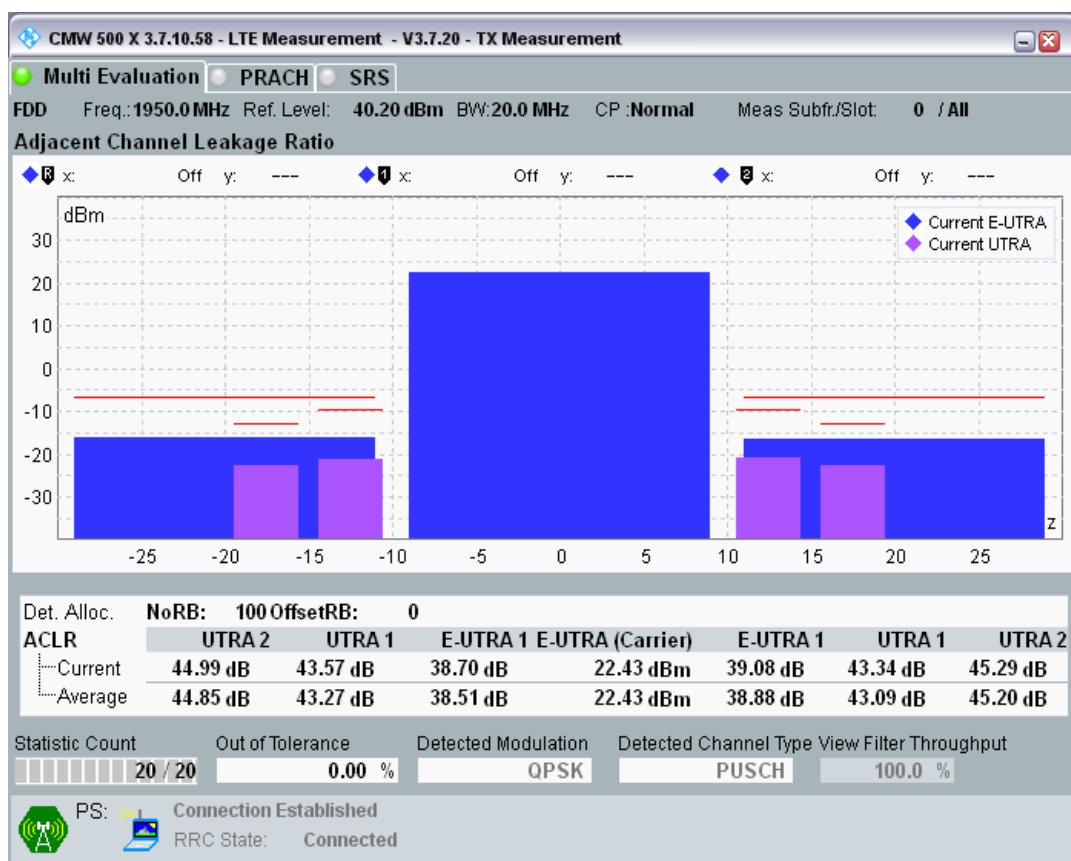 CMW 500 X 3.7.10.58 - LTE Measurement - V3.7.20 - TX Measurement
Multi Evaluation PRACH SRS
FDD Freq.: 1950.0 MHz Ref. Level: 40.20 dBm BW: 20.0 MHz CP : Normal Meas Subfr./Slot: 0 / All
Adjacent Channel Leakage Ratio
R x: Off y: --- 1 x: Off y: --- 2 x: Off y: ---
dBm
Current E-UTRA
Current UTRA
30
20
10
0
-10
-20
-30
z
-25 -20 -15 -10 -5 0 5 10 15 20 25
Det. Alloc. NoRB: 100 OffsetRB: 0
ACLR UTRA 2 UTRA 1 E-UTRA 1 E-UTRA (Carrier) E-UTRA 1 UTRA 1 UTRA 2
Current 44.99 dB 43.57 dB 38.70 dB 22.43 dBm 39.08 dB 43.34 dB 45.29 dB
Average 44.85 dB 43.27 dB 38.51 dB 22.43 dBm 38.88 dB 43.09 dB 45.20 dB
Statistic Count Out of Tolerance Detected Modulation Detected Channel Type View Filter Throughput
20 / 20 0.00 % QPSK PUSCH 100.0 %
PS: Connection Established
RRC State: Connected